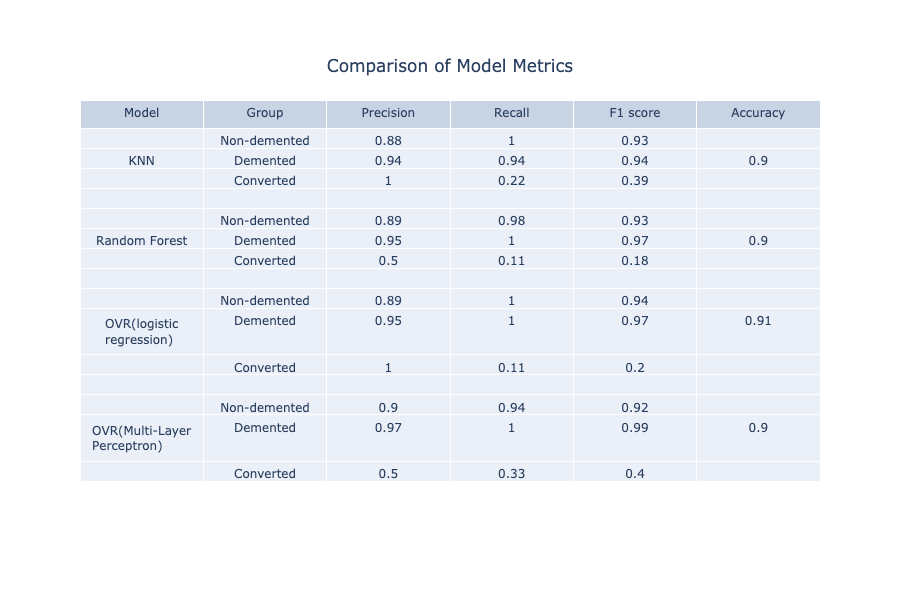 Comparison of Model Metrics
Model Group Precision Recall F1 score Accuracy
Non-demented 0.88 1 0.93
KNN Demented 0.94 0.94 0.94 0.9
Converted 1 0.22 0.39
Non-demented 0.89 0.98 0.93
Random Forest Demented 0.95 1 0.97 0.9
Converted 0.5 0.11 0.18
Non-demented 0.89 1 0.94
OVR(logistic
regression) Demented 0.95 1 0.97 0.91
Converted 1 0.11 0.2
Non-demented 0.9 0.94 0.92
OVR(Multi-Layer
Perceptron) Demented 0.97 1 0.99 0.9
Converted 0.5 0.33 0.4